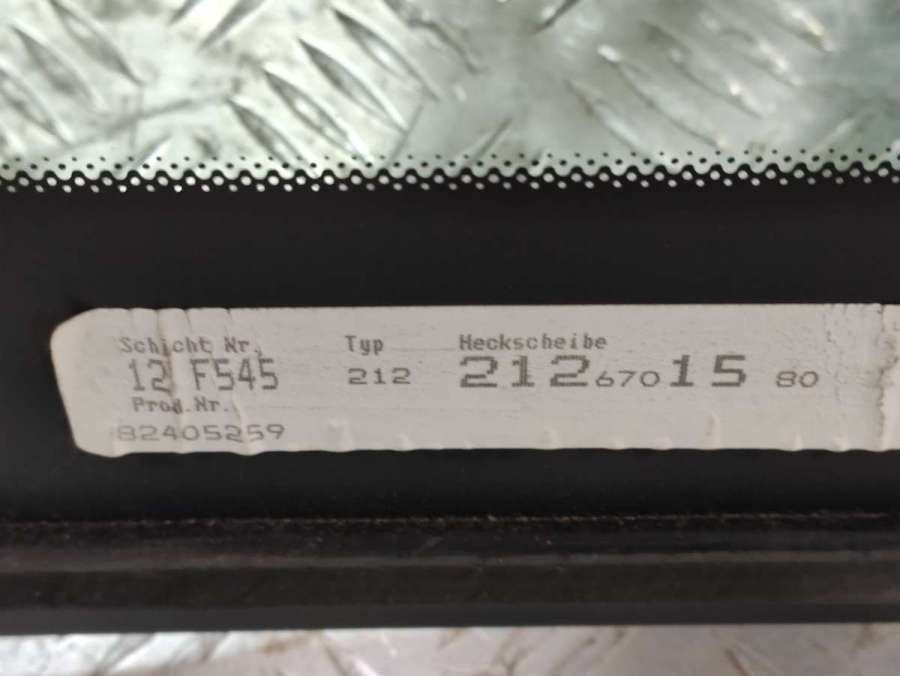 Schicht Nr. Typ Heckscheibe
12 F545 212 212 670 15 80
Prod.Nr.
82405259